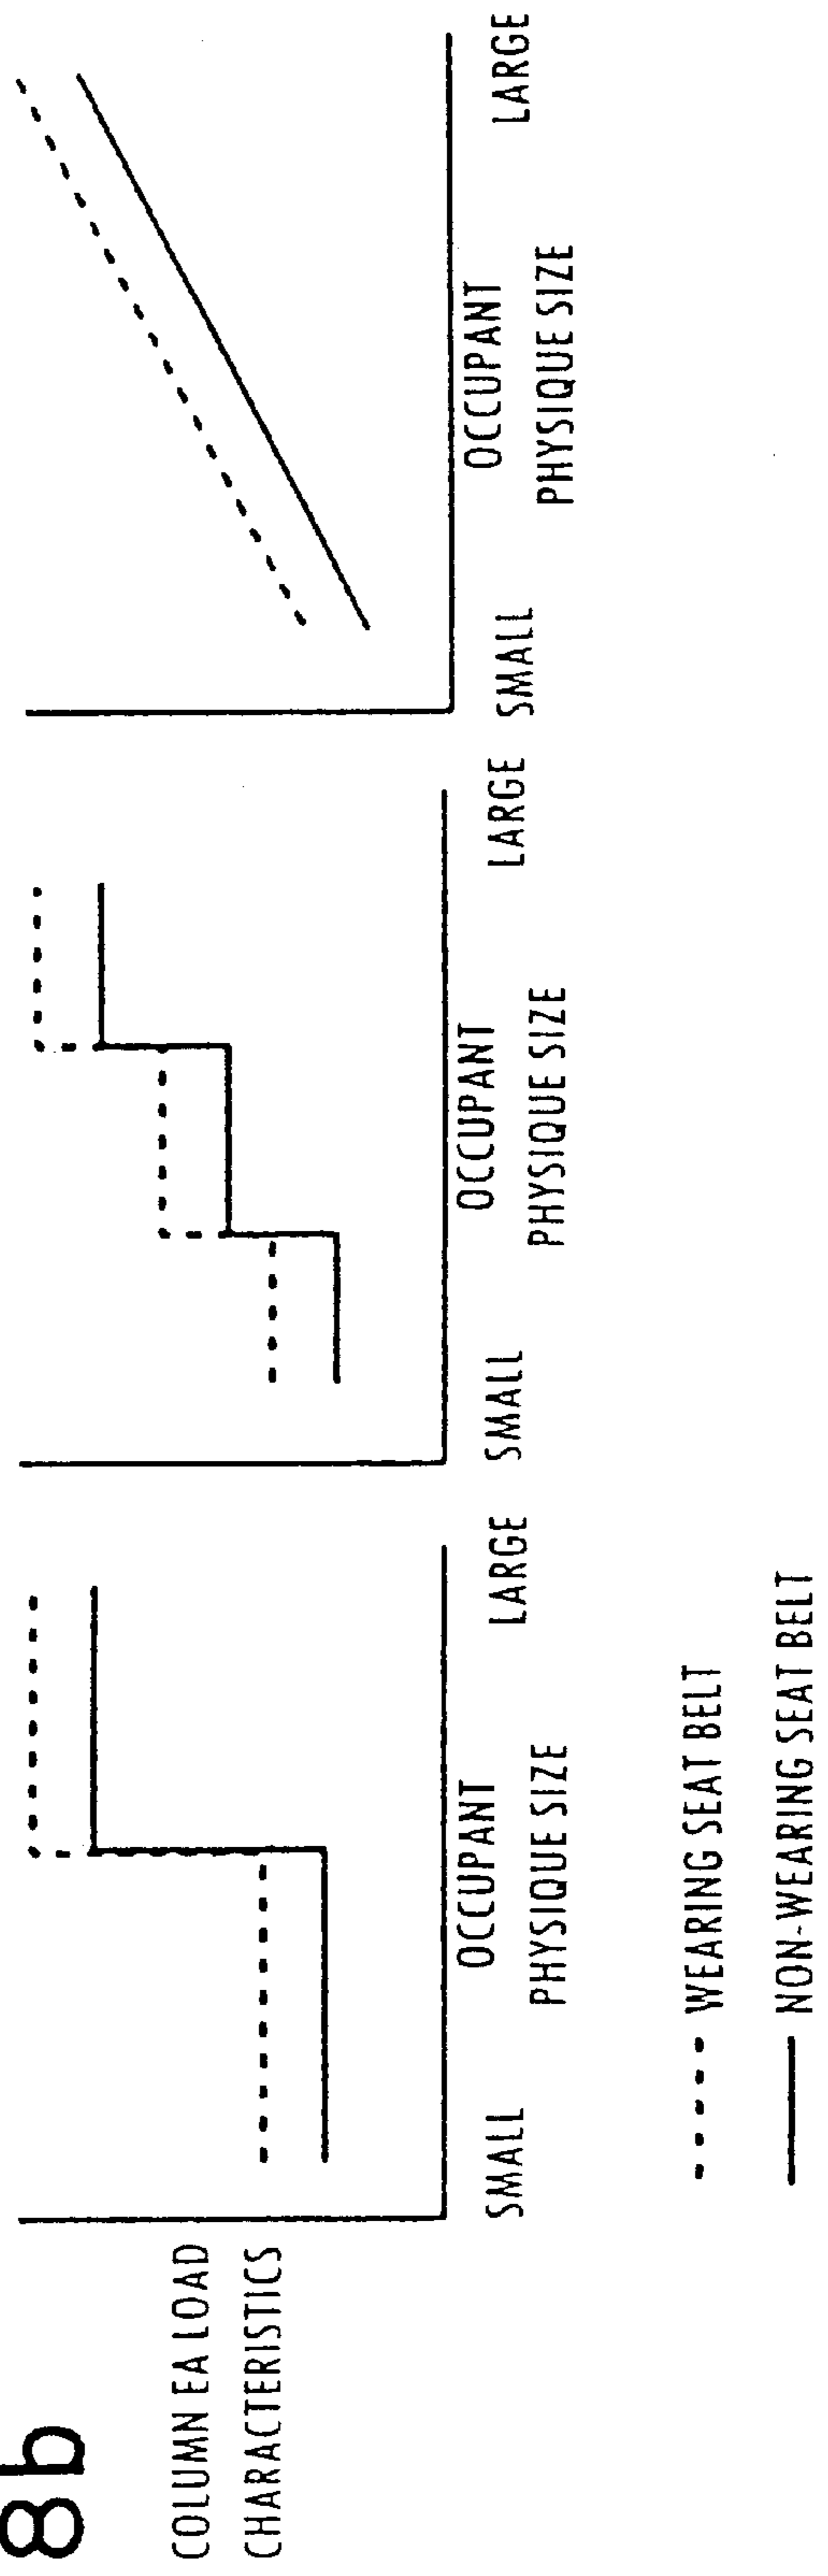 8b
COLUMN EA LOAD
CHARACTERISTICS
SMALL
OCCUPANT
PHYSIQUE SIZE
LARGE
SMALL
OCCUPANT
PHYSIQUE SIZE
LARGE
SMALL
OCCUPANT
PHYSIQUE SIZE
LARGE
WEARING SEAT BELT
NON-WEARING SEAT BELT